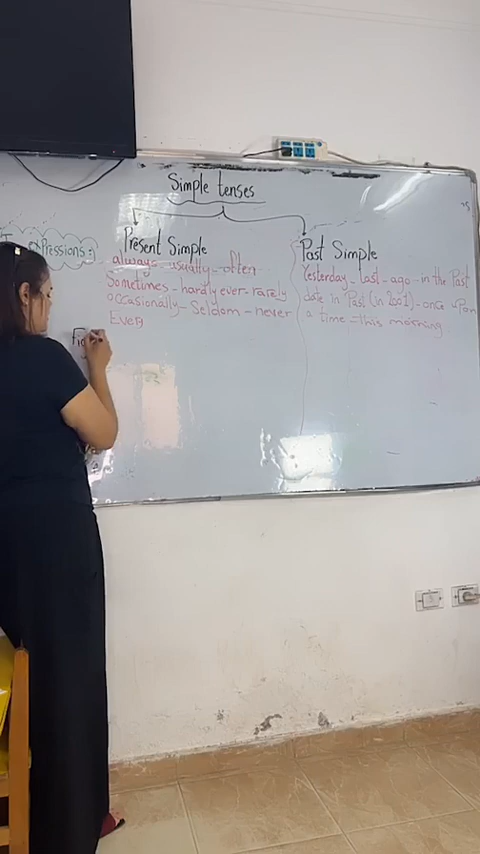 Simple tenses
Expressions:
Present Simple
always - usually - often
Sometimes - hardly ever - rarely
occasionally - Seldom - never
Every
Past Simple
Yesterday - last - ago - in the Past
date in Past (in 2001) - once upon
a time - this morning